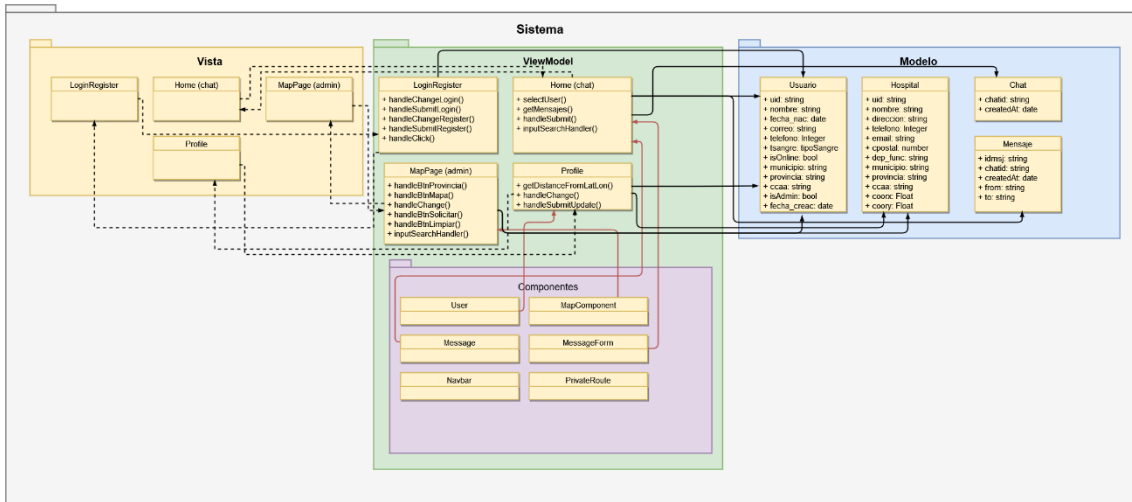 Sistema
Vista
LoginRegister
Home (chat)
MapPage (admin)
Profile
ViewModel
LoginRegister
+ handleChangeLogin()
+ handleSubmitLogin()
+ handleChangeRegister()
+ handleSubmitRegister()
+ handleClick()
Home (chat)
+ selectUser()
+ getMensajes()
+ handleSubmit()
+ inputSearchHandler()
MapPage (admin)
+ handleBtnProvincia()
+ handleBtnMapa()
+ handleChange()
+ handleBtnSolicitar()
+ handleBtnLimpiar()
+ inputSearchHandler()
Profile
+ getDistanceFromLatLon()
+ handleChange()
+ handleSubmitUpdate()
Componentes
User
MapComponent
Message
MessageForm
Navbar
PrivateRoute
Modelo
Usuario
+ uid: string
+ nombre: string
+ fecha_nac: date
+ correo: string
+ telefono: Integer
+ tsangre: tipoSangre
+ isOnline: bool
+ municipio: string
+ provincia: string
+ ccaa: string
+ isAdmin: bool
+ fecha_creac: date
Hospital
+ uid: string
+ nombre: string
+ direccion: string
+ telefono: Integer
+ email: string
+ cpostal: number
+ dep_func: string
+ municipio: string
+ provincia: string
+ ccaa: string
+ coorx: Float
+ coory: Float
Chat
+ chatid: string
+ createdAt: date
Mensaje
+ idmsj: string
+ chatid: string
+ createdAt: date
+ from: string
+ to: string